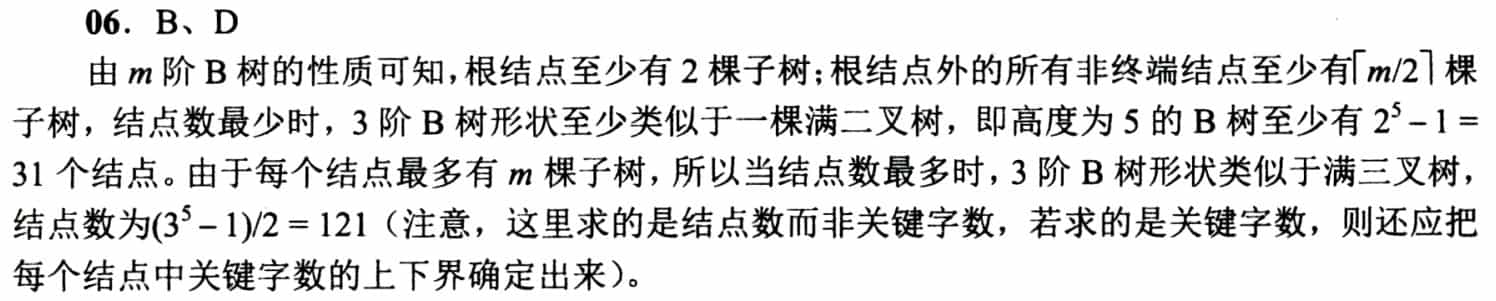 06. B、D
由 m 阶 B 树的性质可知，根结点至少有 2 棵子树；根结点外的所有非终端结点至少有⌈m/2⌉棵
子树，结点数最少时，3 阶 B 树形状至少类似于一棵满二叉树，即高度为 5 的 B 树至少有 2⁵ – 1 =
31 个结点。由于每个结点最多有 m 棵子树，所以当结点数最多时，3 阶 B 树形状类似于满三叉树，
结点数为(3⁵ – 1)/2 = 121（注意，这里求的是结点数而非关键字数，若求的是关键字数，则还应把
每个结点中关键字数的上下界确定出来）。